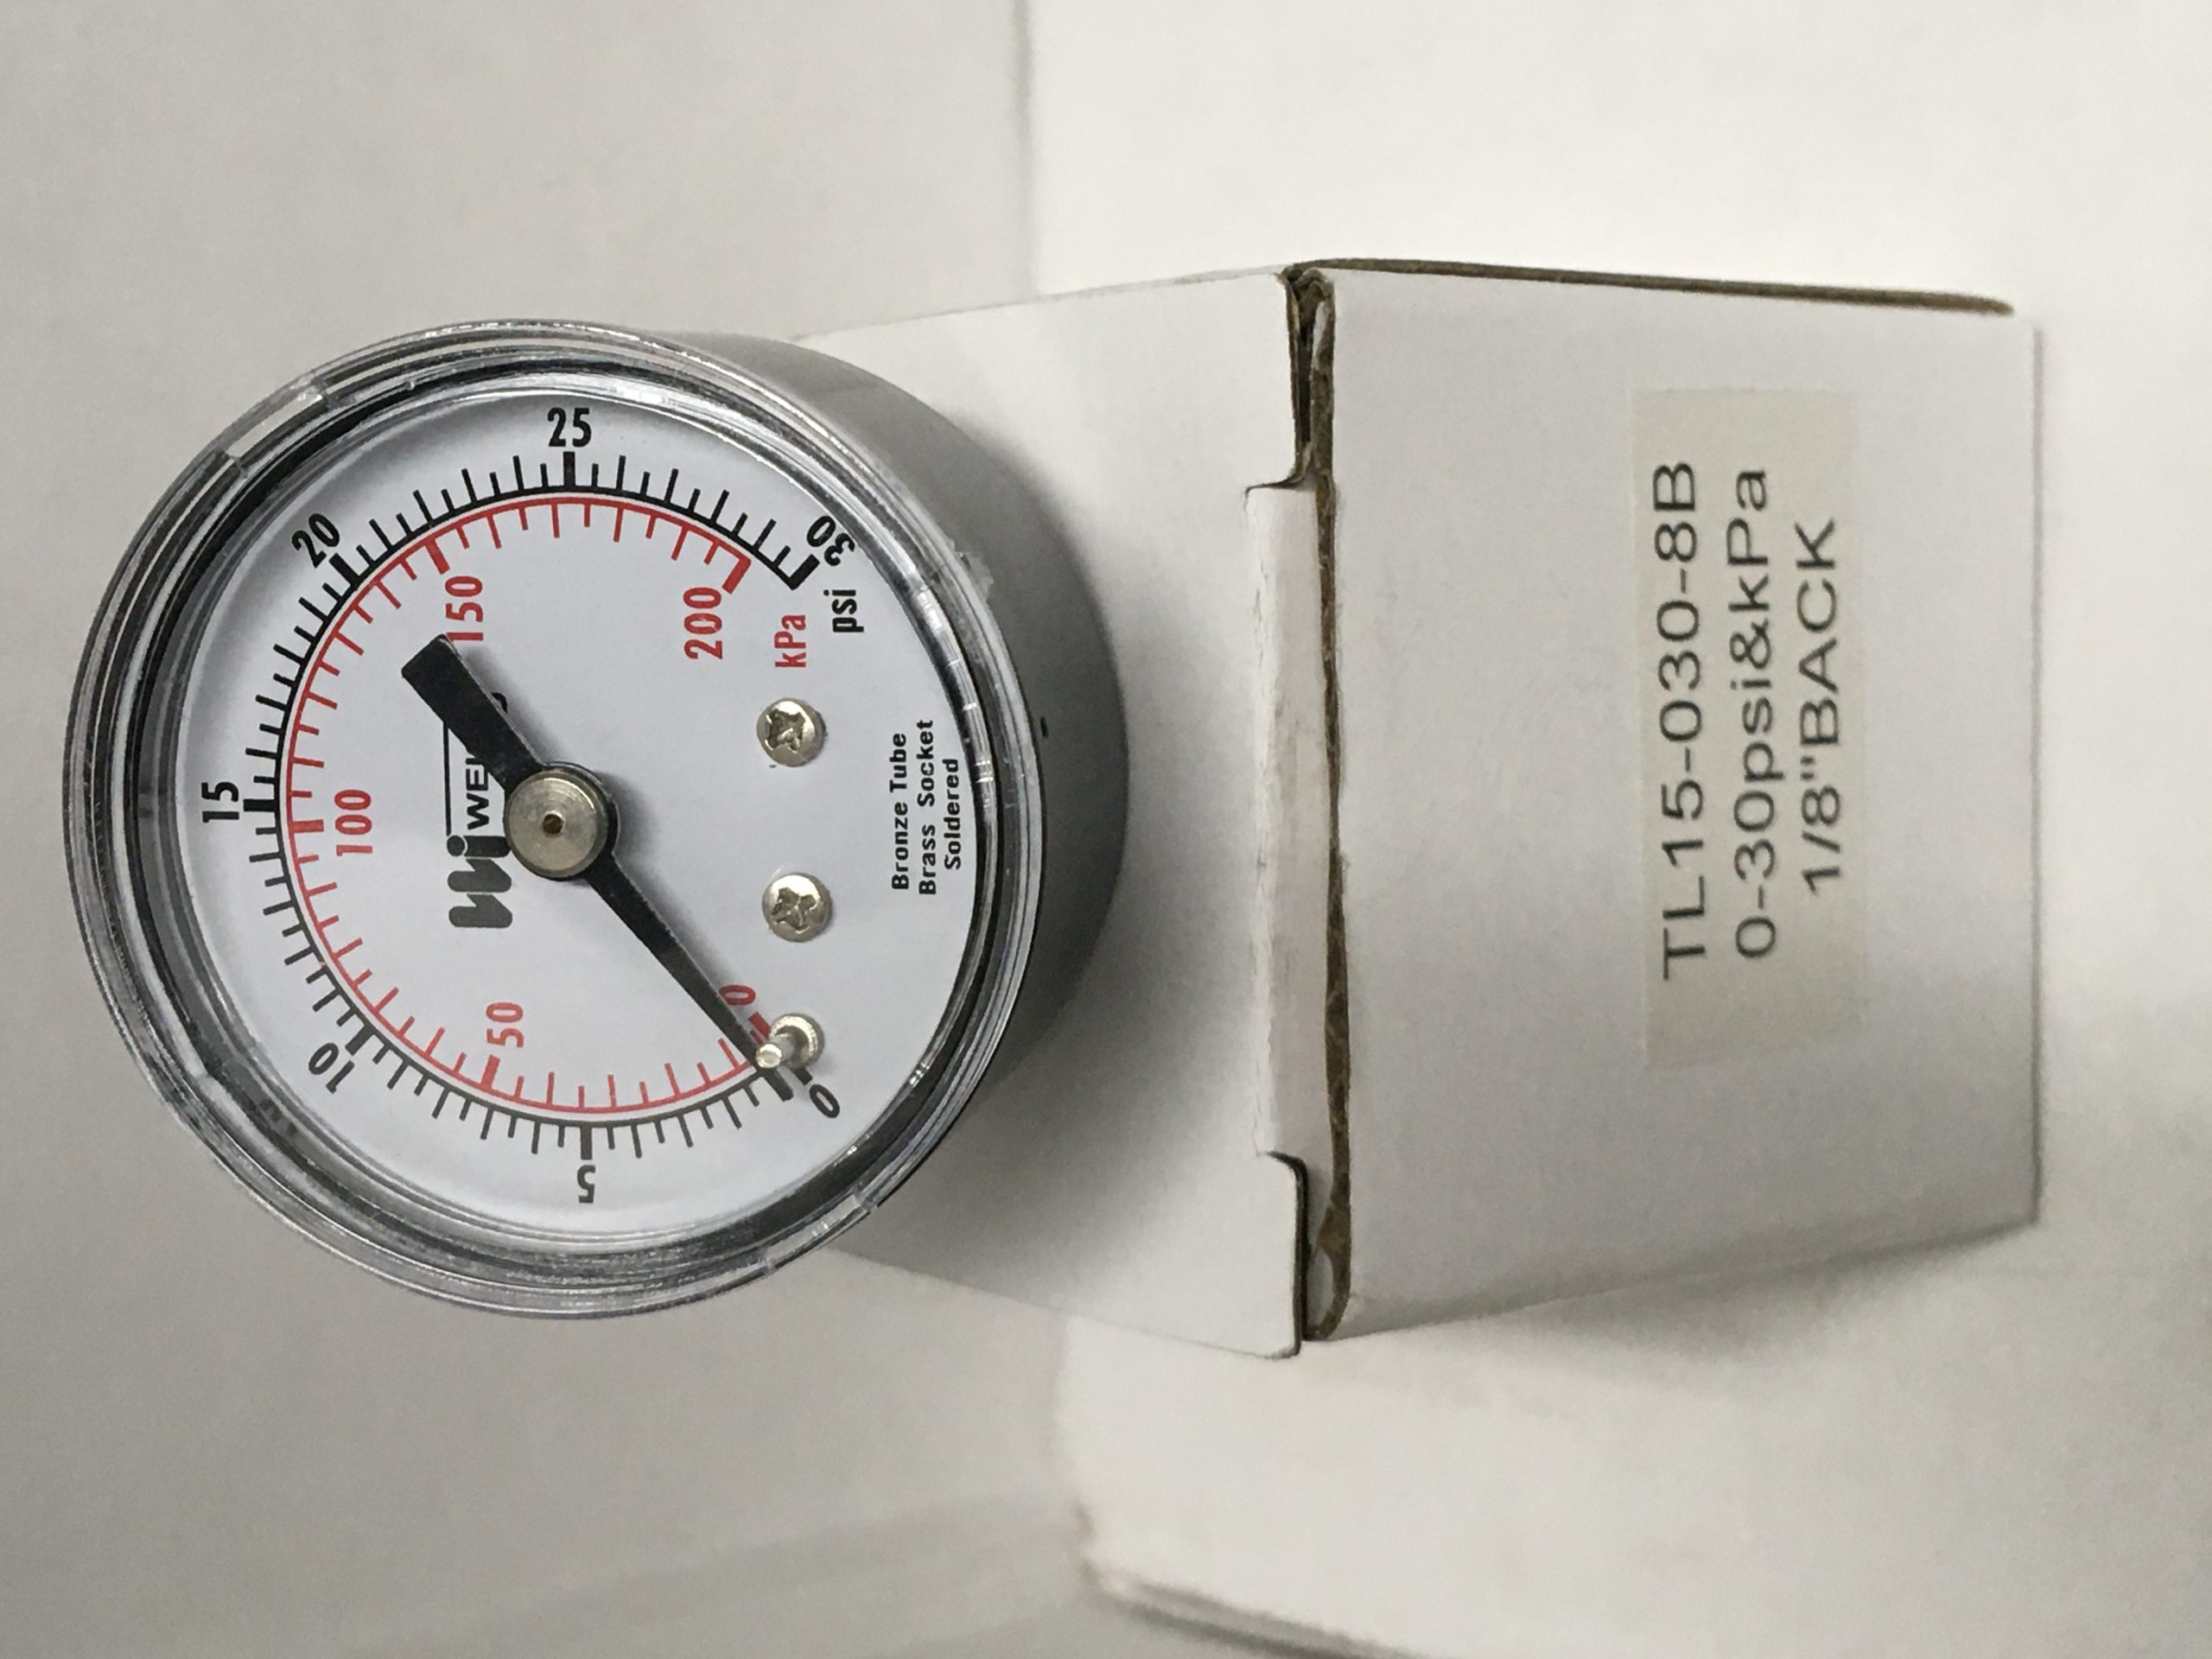 0
5
10
15
20
25
30
psi
0
50
100
150
200
kPa
Bronze Tube
Brass Socket
Soldered
TL15-030-8B
0-30psi&kPa
1/8"BACK